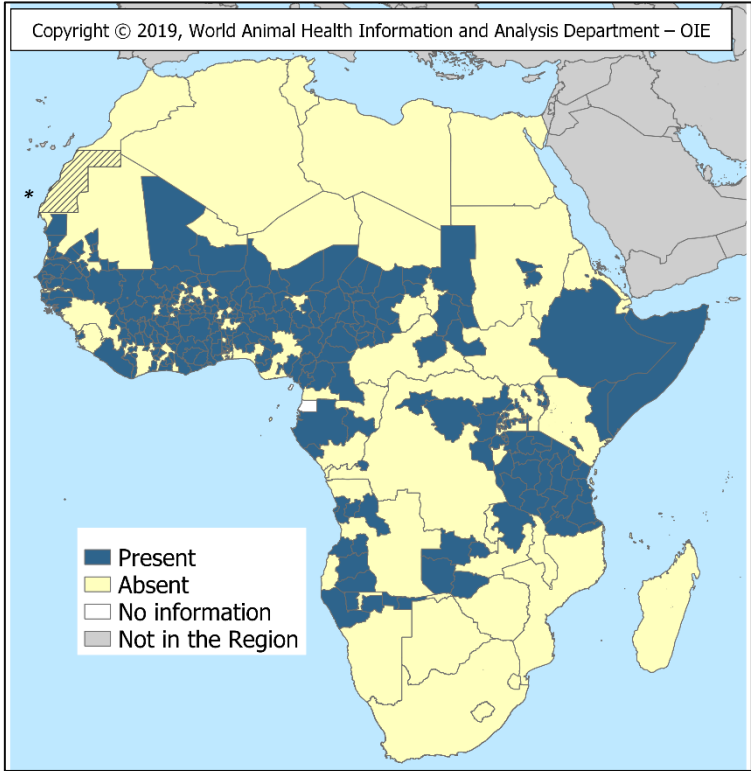 Copyright © 2019, World Animal Health Information and Analysis Department – OIE
*
Present
Absent
No information
Not in the Region